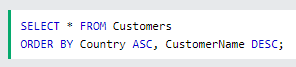 SELECT * FROM Customers
ORDER BY Country ASC, CustomerName DESC;